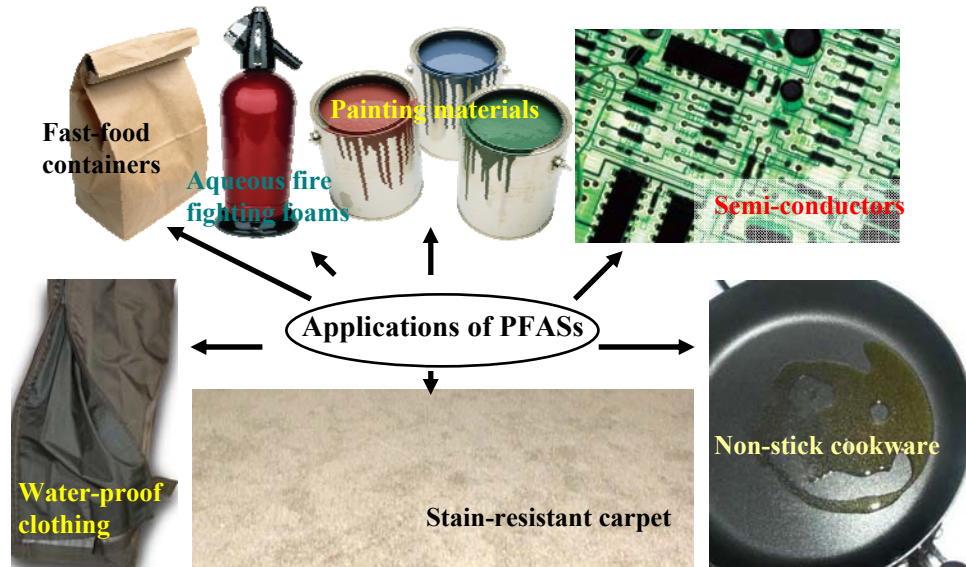 Painting materials
Fast-food
containers
Aqueous fire
fighting foams
Semi-conductors
Applications of PFASs
Non-stick cookware
Water-proof
clothing
Stain-resistant carpet